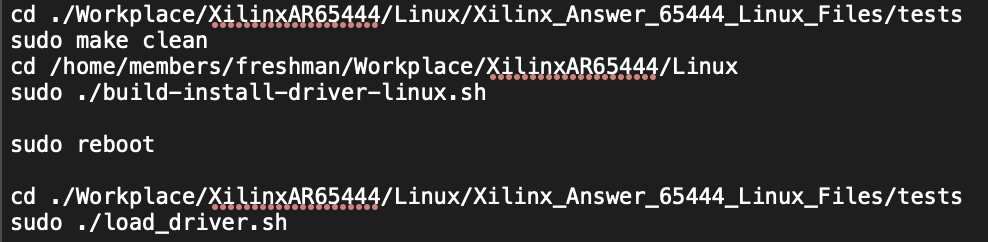 cd ./Workplace/XilinxAR65444/Linux/Xilinx_Answer_65444_Linux_Files/tests
sudo make clean
cd /home/members/freshman/Workplace/XilinxAR65444/Linux
sudo ./build-install-driver-linux.sh
sudo reboot
cd ./Workplace/XilinxAR65444/Linux/Xilinx_Answer_65444_Linux_Files/tests
sudo ./load_driver.sh